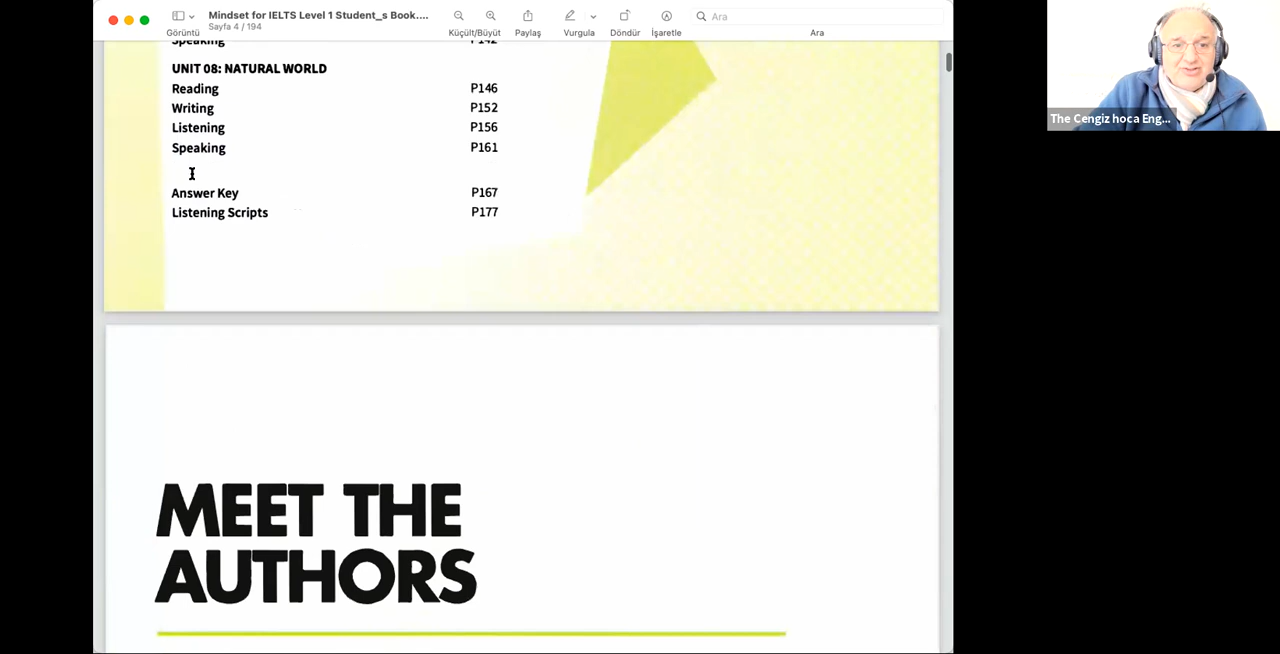 Mindset for IELTS Level 1 Student_s Book....
Sayfa 4 / 194
Görüntü
Küçült/Büyüt
Paylaş
Vurgula
Döndür
İşaretle
Ara
Ara
Speaking P142
UNIT 08: NATURAL WORLD
Reading P146
Writing P152
Listening P156
Speaking P161
Answer Key P167
Listening Scripts P177
MEET THE
AUTHORS
The Cengiz hoca Eng...